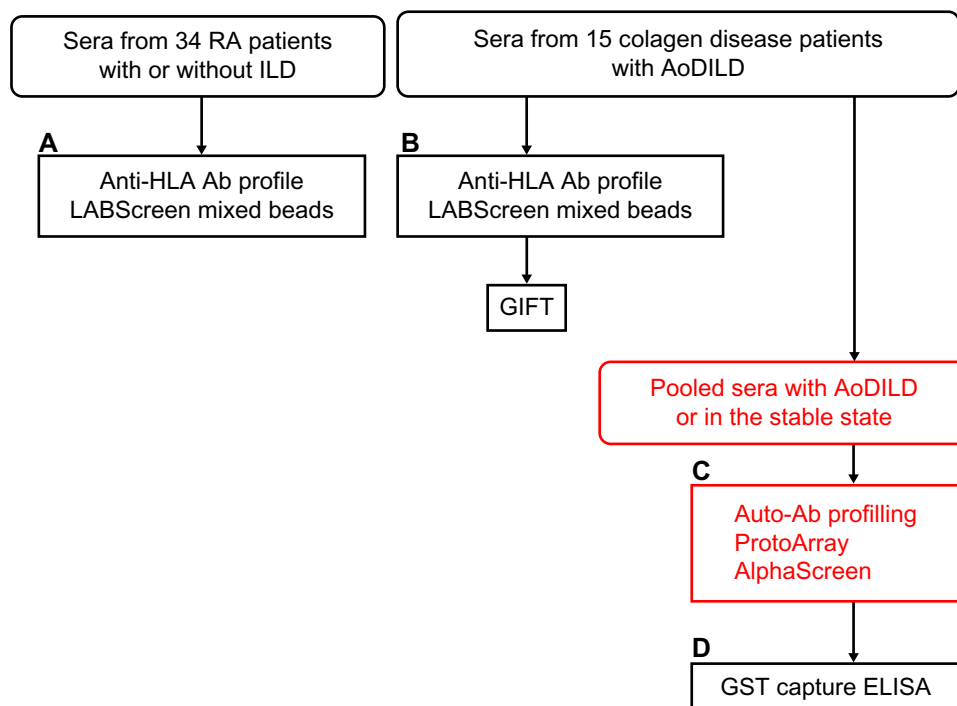 Sera from 34 RA patients
with or without ILD
Sera from 15 colagen disease patients
with AoDILD
A
Anti-HLA Ab profile
LABScreen mixed beads
B
Anti-HLA Ab profile
LABScreen mixed beads
GIFT
Pooled sera with AoDILD
or in the stable state
C
Auto-Ab profilling
ProtoArray
AlphaScreen
D
GST capture ELISA